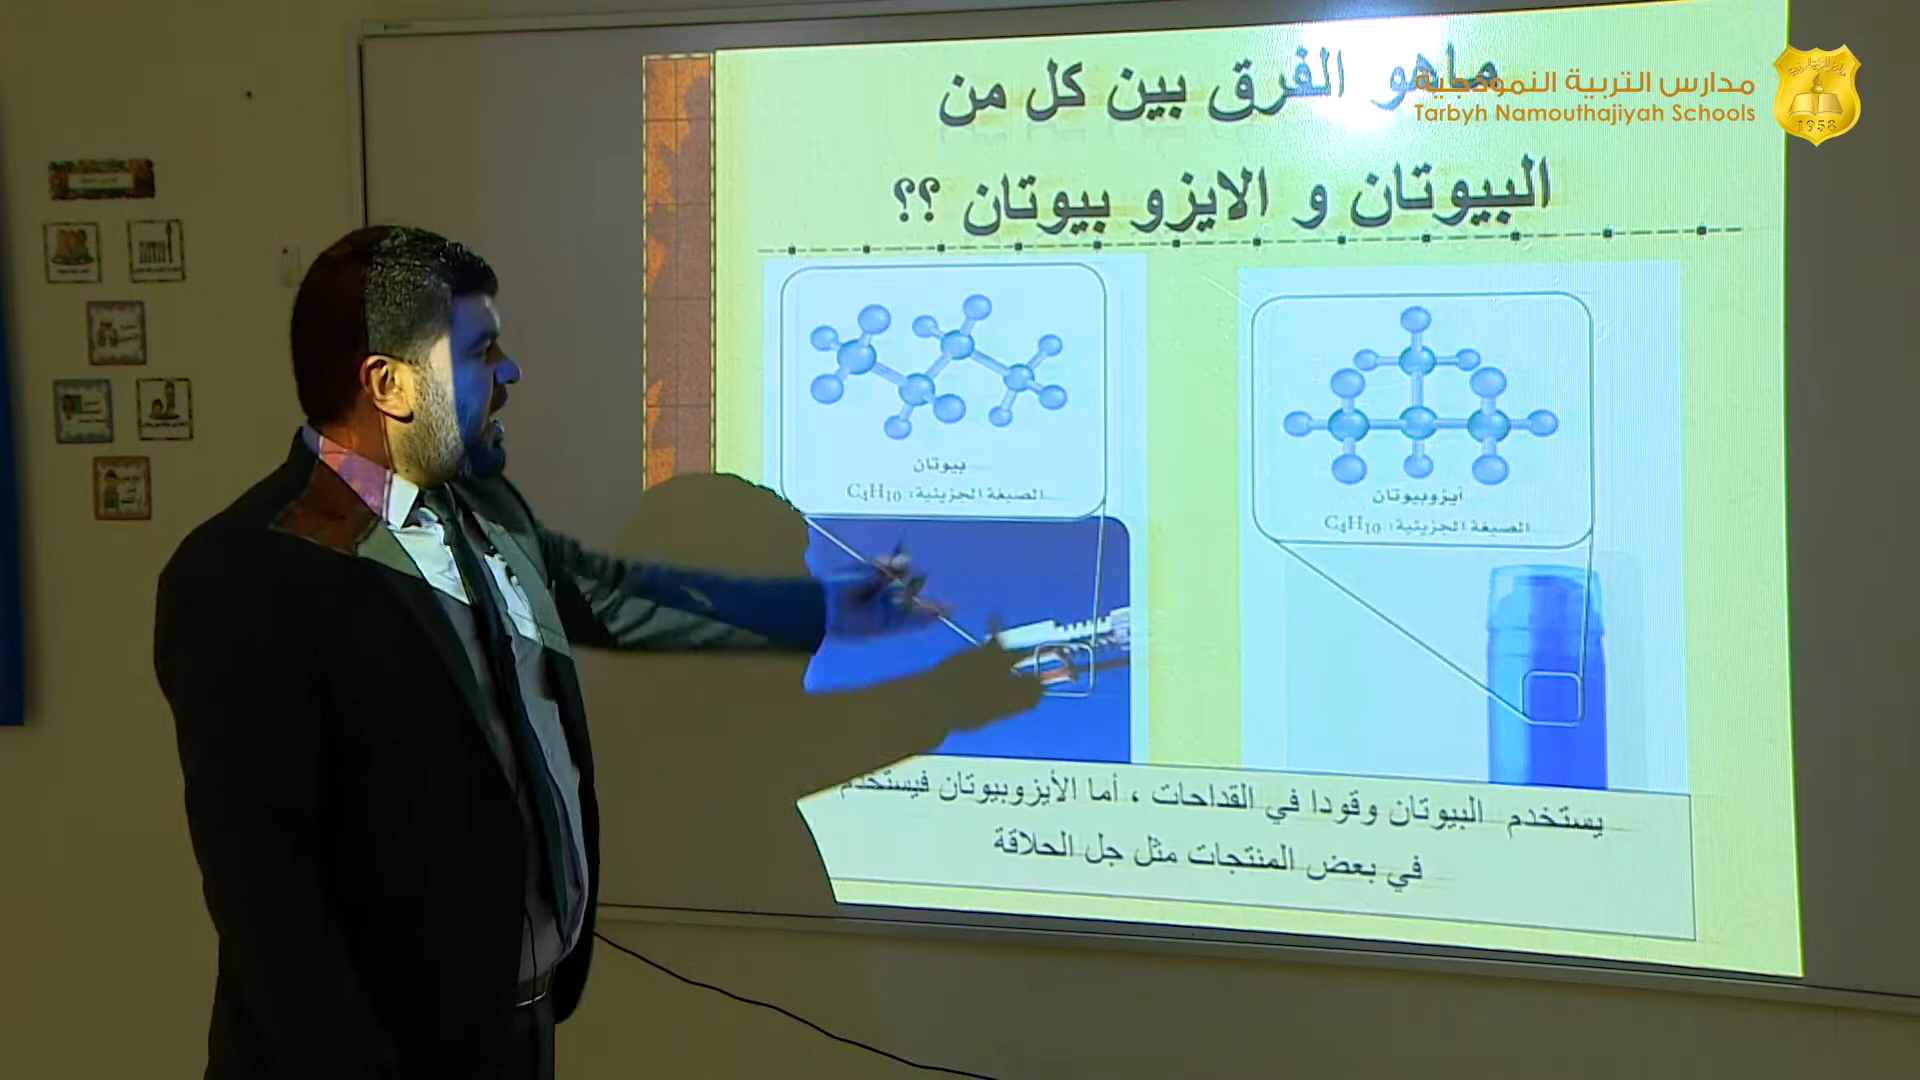 ماهو الفرق بين كل من
البيوتان و الايزو بيوتان ؟؟
مدارس التربية النموذجية
Tarbyh Namouthajiyah Schools
1958
أيزوبيوتان
الصيغة الجزيئية: C₄H₁₀
بيوتان
الصيغة الجزيئية: C₄H₁₀
يستخدم البيوتان وقودا في القداحات ، أما الأيزوبيوتان فيستخدم
في بعض المنتجات مثل جل الحلاقة